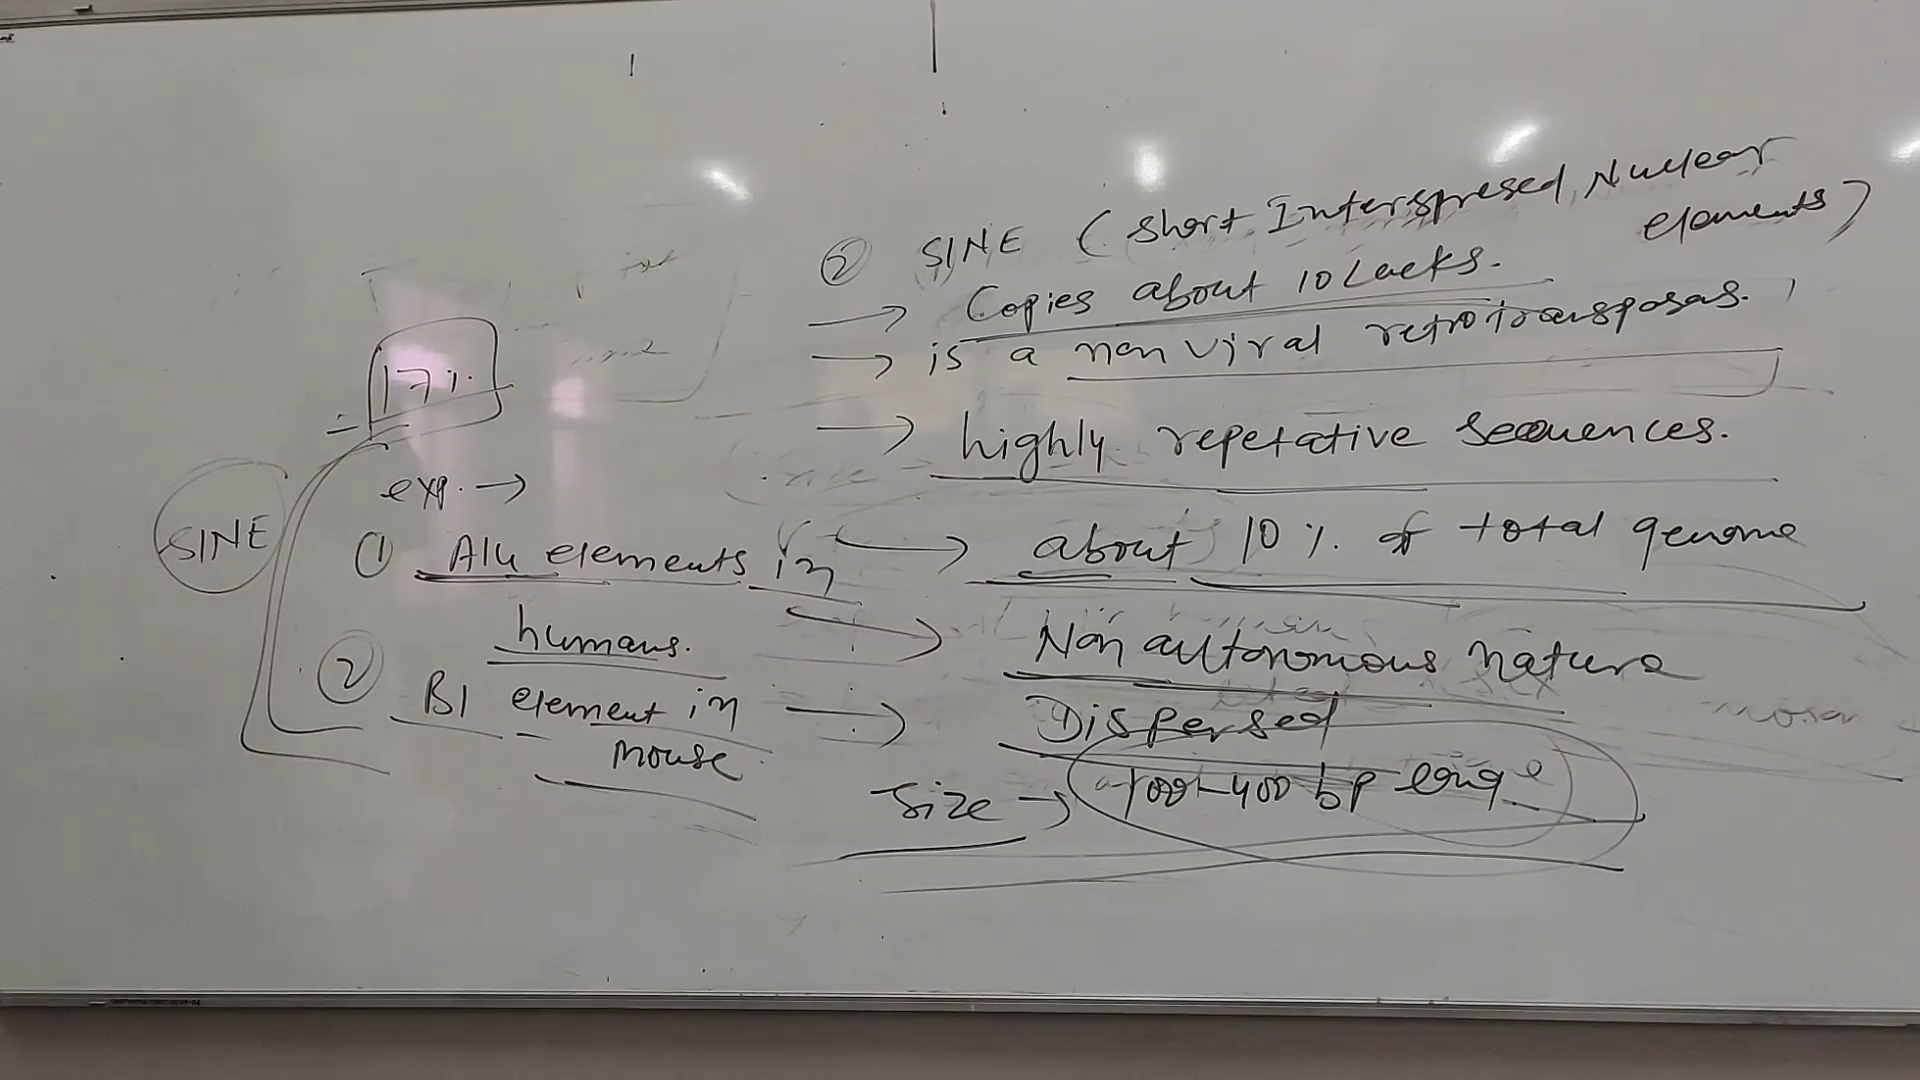 ② SINE (Short Interspresed Nuclear elements)
→ Copies about 10 Lacks.
→ is a non viral retrotransposas.
→ highly repetative sequences.
→ about 10 %. of total genome
→ Non autonomous nature
→ Dispersed
Size → 100-400 bp long
17%.
SINE
exp. →
① Alu elements in
humans.
② B1 element in
mouse